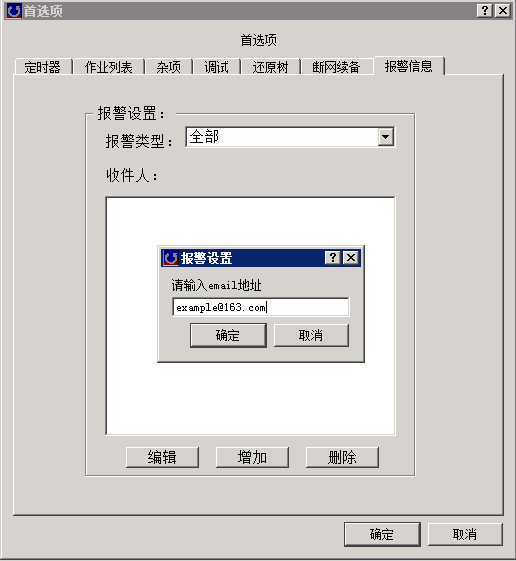 首选项
首选项
定时器 作业列表 杂项 调试 还原树 断网续备 报警信息
报警设置：
报警类型： 全部
收件人：
报警设置
请输入email地址
example@163.com
确定 取消
编辑 增加 删除
确定 取消